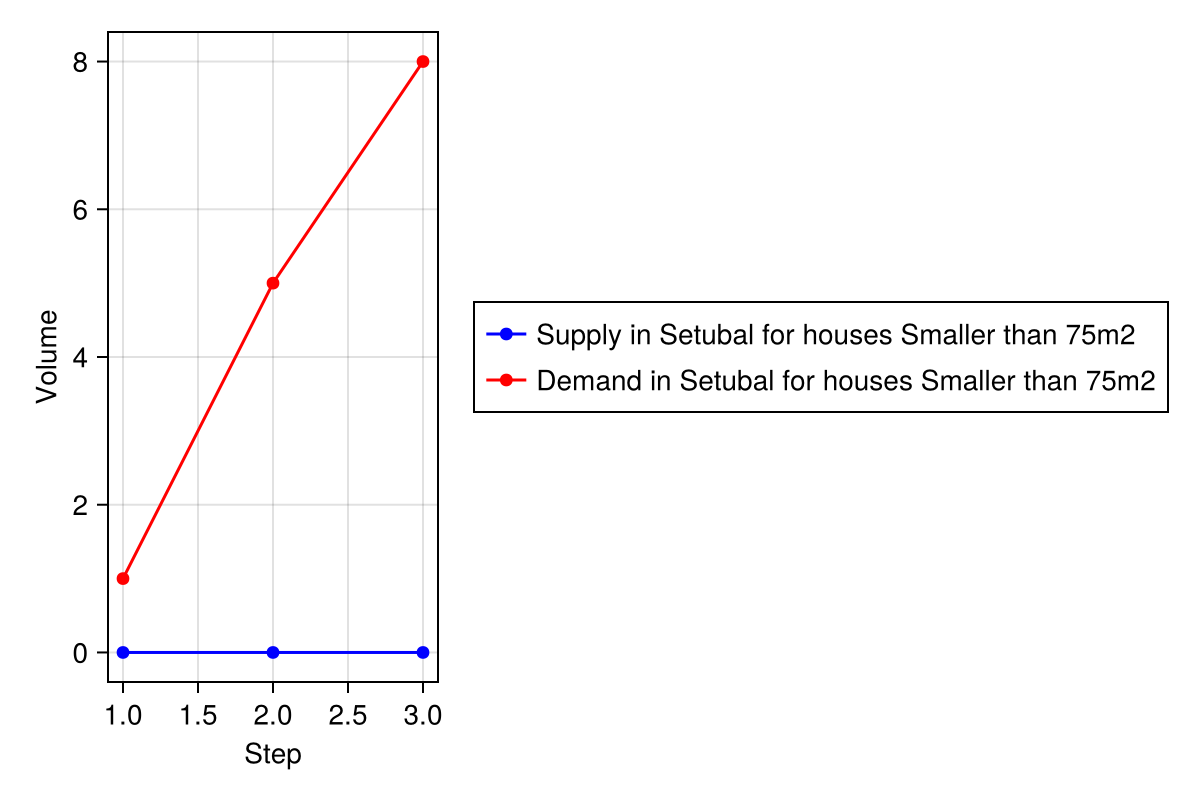 8
6
4
2
0
Volume
1.0 1.5 2.0 2.5 3.0
Step
Supply in Setubal for houses Smaller than 75m2
Demand in Setubal for houses Smaller than 75m2